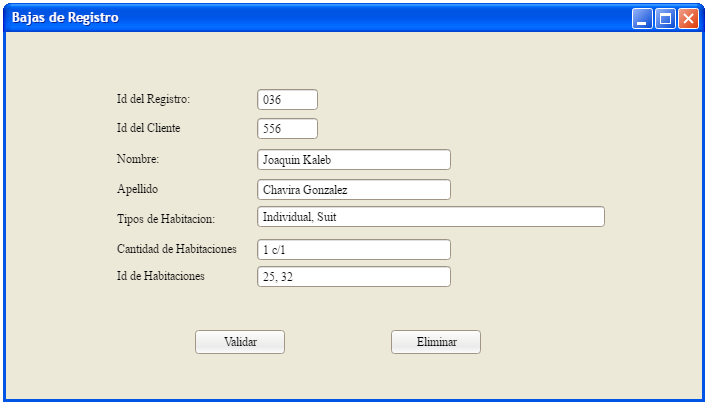 Bajas de Registro
Id del Registro: 036
Id del Cliente 556
Nombre: Joaquin Kaleb
Apellido Chavira Gonzalez
Tipos de Habitacion: Individual, Suit
Cantidad de Habitaciones 1 c/1
Id de Habitaciones 25, 32
Validar Eliminar